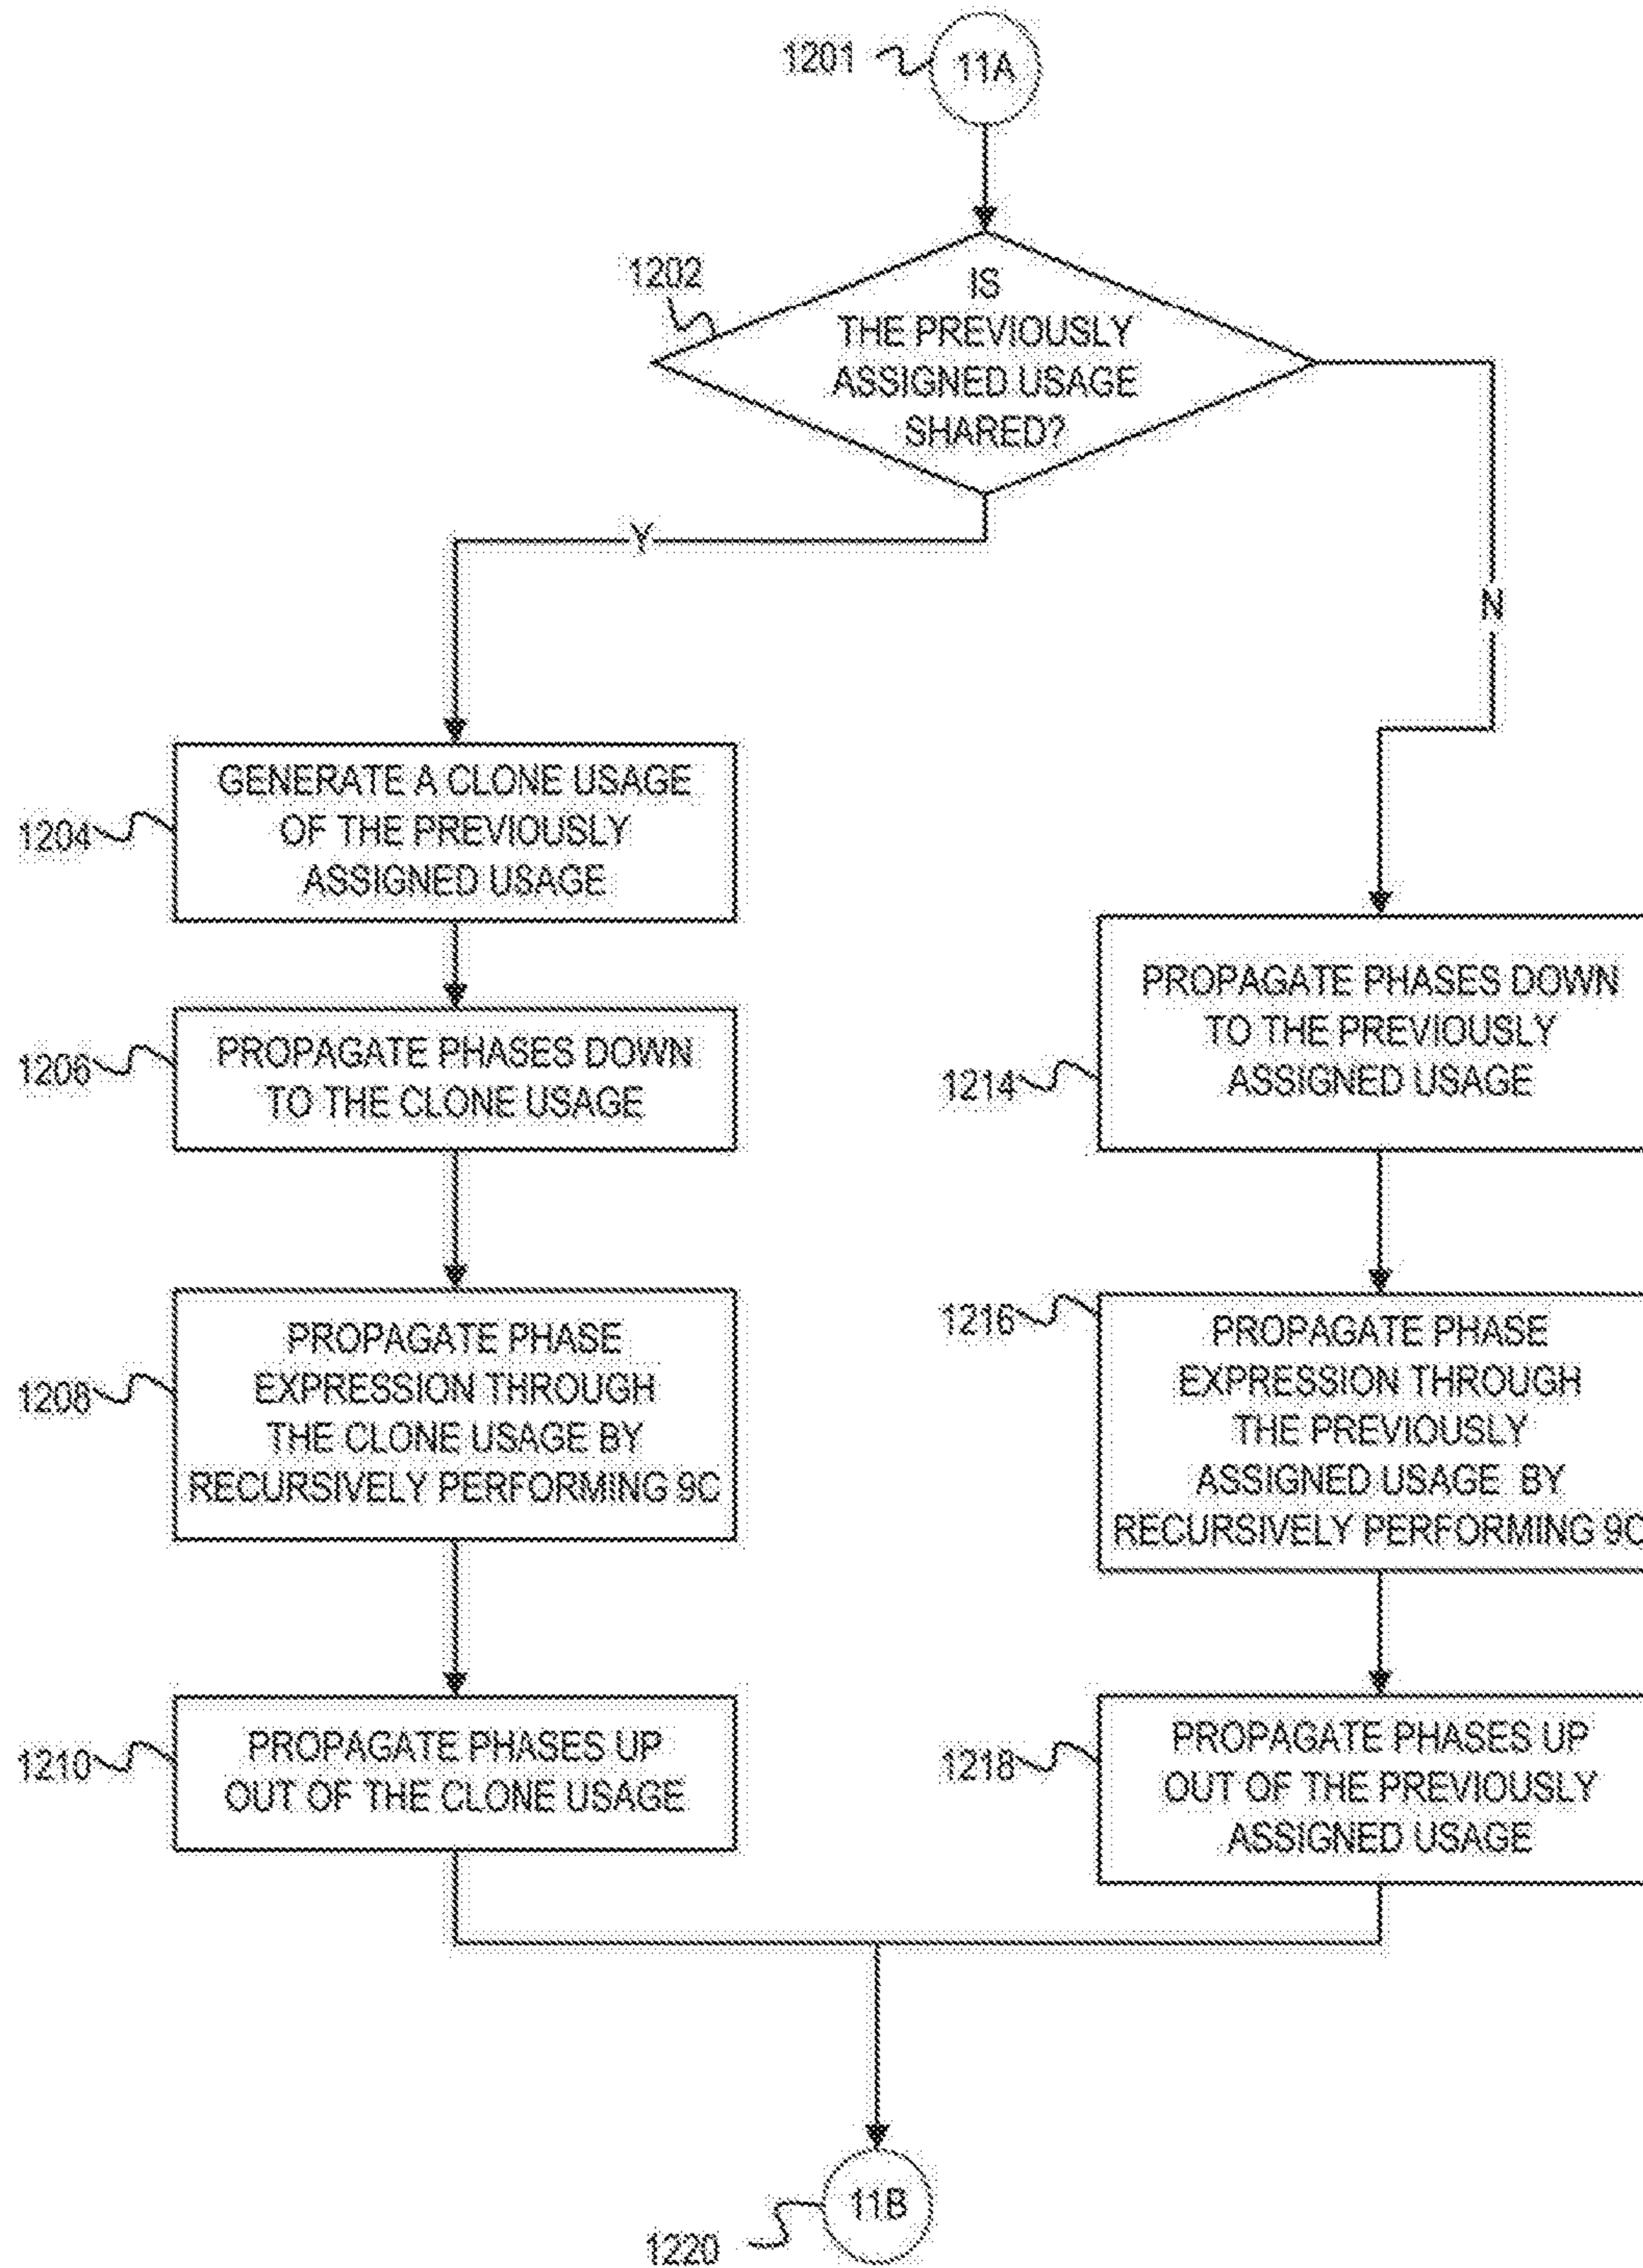 1201
11A
1202
IS
THE PREVIOUSLY
ASSIGNED USAGE
SHARED?
Y
N
1204
GENERATE A CLONE USAGE
OF THE PREVIOUSLY
ASSIGNED USAGE
1206
PROPAGATE PHASES DOWN
TO THE CLONE USAGE
1214
PROPAGATE PHASES DOWN
TO THE PREVIOUSLY
ASSIGNED USAGE
1208
PROPAGATE PHASE
EXPRESSION THROUGH
THE CLONE USAGE BY
RECURSIVELY PERFORMING 9C
1216
PROPAGATE PHASE
EXPRESSION THROUGH
THE PREVIOUSLY
ASSIGNED USAGE BY
RECURSIVELY PERFORMING 9C
1210
PROPAGATE PHASES UP
OUT OF THE CLONE USAGE
1218
PROPAGATE PHASES UP
OUT OF THE PREVIOUSLY
ASSIGNED USAGE
11B
1220